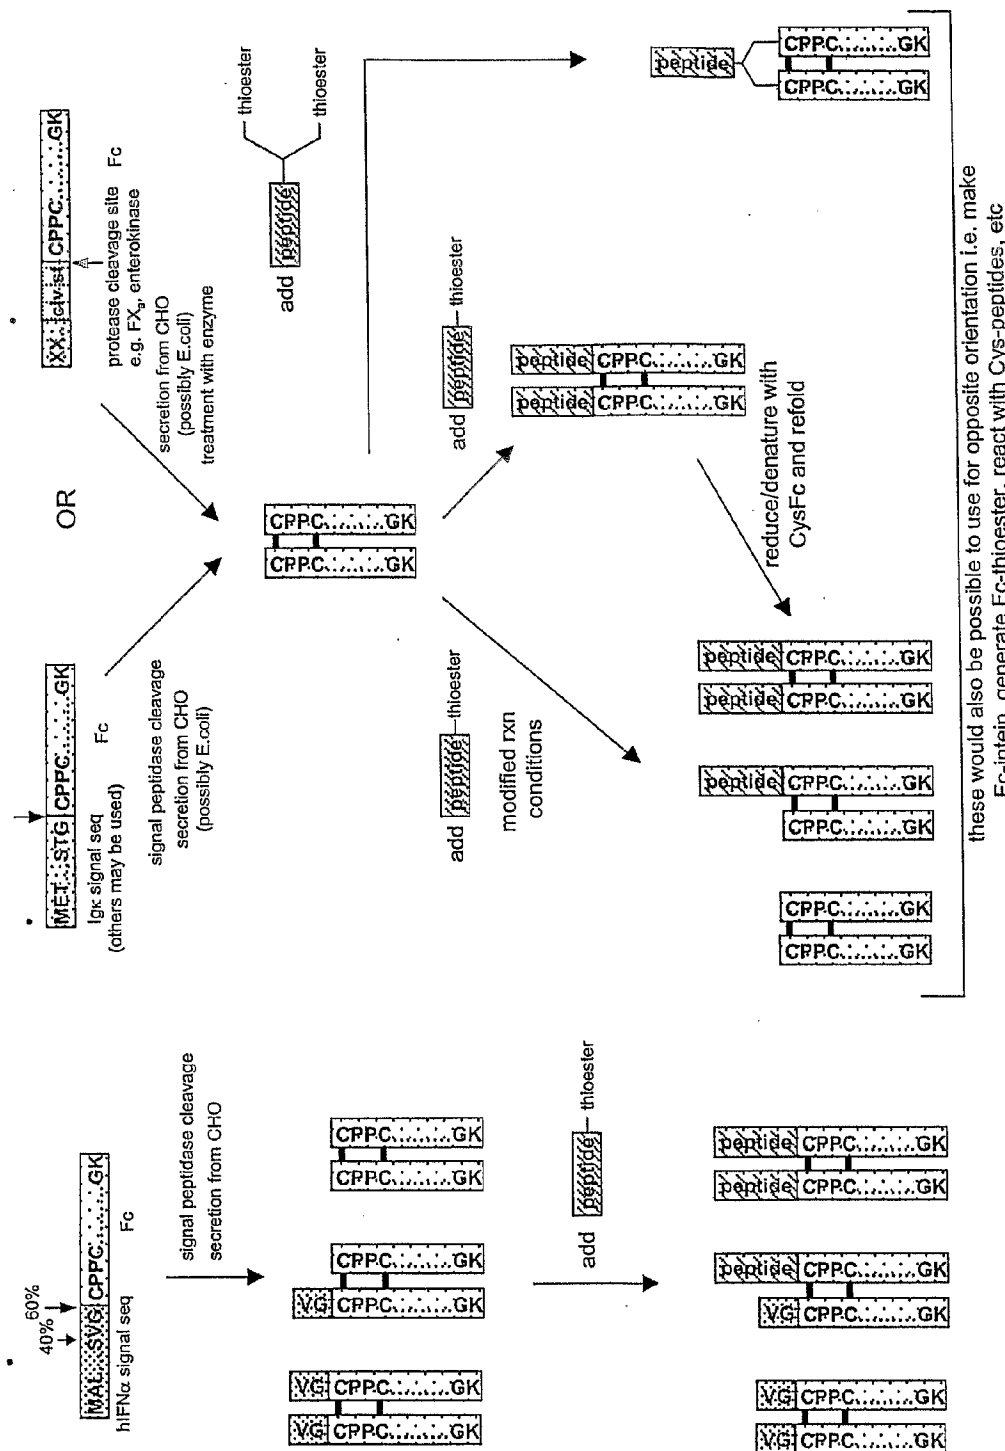 MAL...SVG CPPC.........GK
40%
60%
hIFNα signal seq
Fc
signal peptidase cleavage
secretion from CHO
VG CPPC.........GK
VG CPPC.........GK
VG CPPC.........GK
CPPC.........GK
CPPC.........GK
CPPC.........GK
add peptide thioester
VG CPPC.........GK
VG CPPC.........GK
VG CPPC.........GK
peptide CPPC.........GK
peptide CPPC.........GK
peptide CPPC.........GK
MET...STG CPPC.........GK
Igκ signal seq
(others may be used)
Fc
signal peptidase cleavage
secretion from CHO
(possibly E.coli)
OR
XX...clv.ist CPPC.........GK
protease cleavage site
e.g. FXa, enterokinase
Fc
secretion from CHO
(possibly E.coli)
treatment with enzyme
CPPC.........GK
CPPC.........GK
add peptide thioester
thioester
add peptide thioester
modified rxn
conditions
add peptide thioester
peptide CPPC.........GK
peptide CPPC.........GK
reduce/denature with
CysFc and refold
CPPC.........GK
CPPC.........GK
CPPC.........GK
peptide CPPC.........GK
peptide CPPC.........GK
peptide CPPC.........GK
peptide
CPPC.........GK
CPPC.........GK
these would also be possible to use for opposite orientation i.e. make
Fc-intein, generate Fc-thioester, react with Cys-peptides, etc